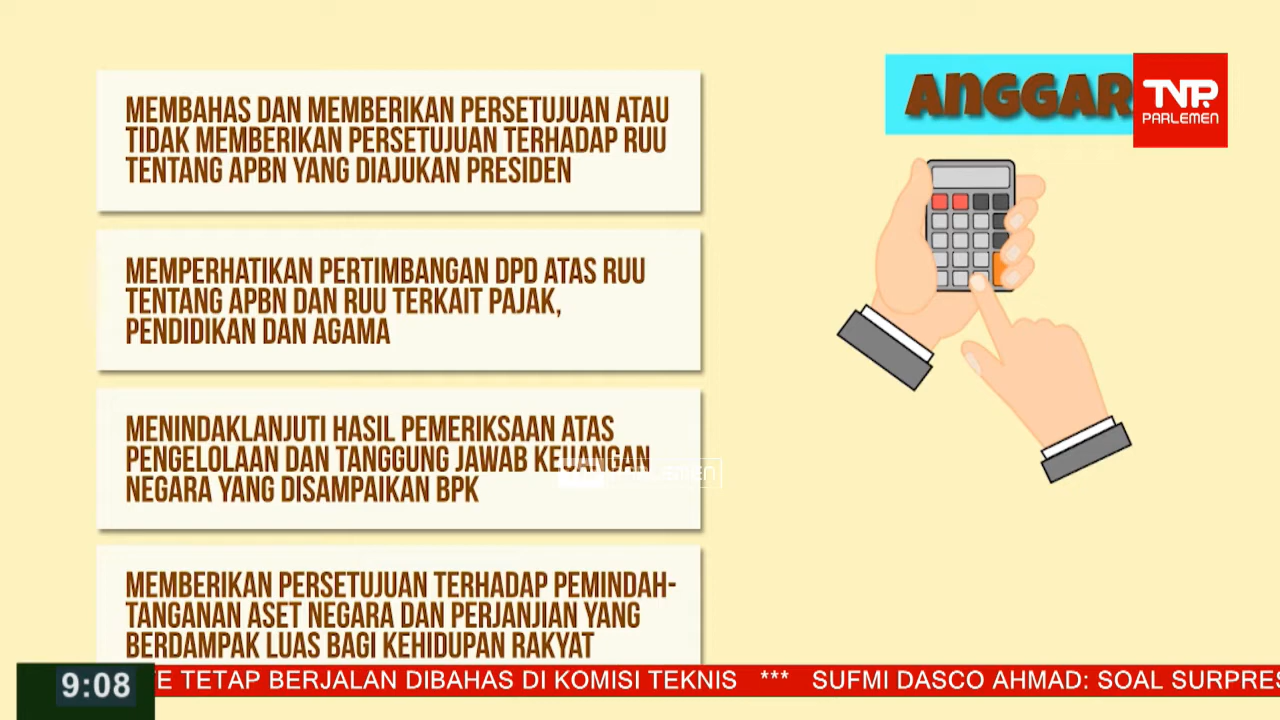 MEMBAHAS DAN MEMBERIKAN PERSETUJUAN ATAU
TIDAK MEMBERIKAN PERSETUJUAN TERHADAP RUU
TENTANG APBN YANG DIAJUKAN PRESIDEN
MEMPERHATIKAN PERTIMBANGAN DPD ATAS RUU
TENTANG APBN DAN RUU TERKAIT PAJAK,
PENDIDIKAN DAN AGAMA
MENINDAKLANJUTI HASIL PEMERIKSAAN ATAS
PENGELOLAAN DAN TANGGUNG JAWAB KEUANGAN
NEGARA YANG DISAMPAIKAN BPK
MEMBERIKAN PERSETUJUAN TERHADAP PEMINDAH-
TANGANAN ASET NEGARA DAN PERJANJIAN YANG
BERDAMPAK LUAS BAGI KEHIDUPAN RAKYAT
ANGGAR
TVP.
PARLEMEN
PARLEMEN
9:08
E TETAP BERJALAN DIBAHAS DI KOMISI TEKNIS *** SUFMI DASCO AHMAD: SOAL SURPRES